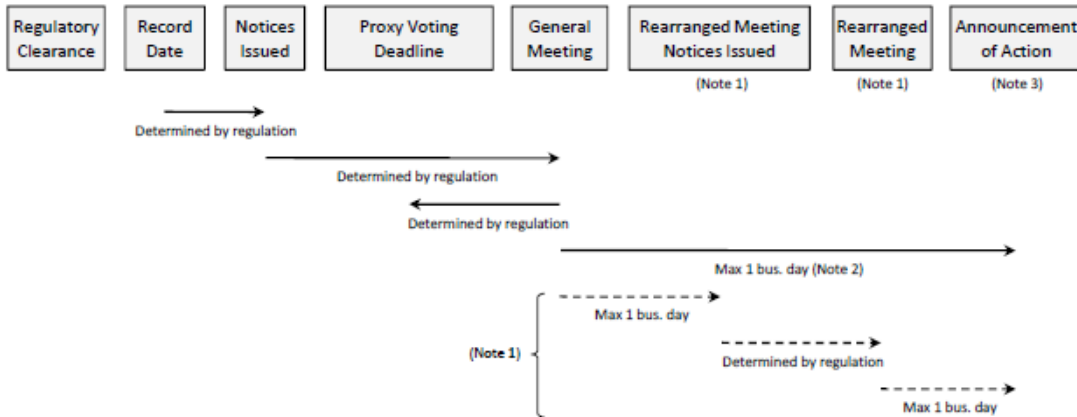 Regulatory
Clearance
Record
Date
Notices
Issued
Proxy Voting
Deadline
General
Meeting
Rearranged Meeting
Notices Issued
Rearranged
Meeting
Announcement
of Action
(Note 1)
(Note 1)
(Note 3)
Determined by regulation
Determined by regulation
Determined by regulation
Max 1 bus. day (Note 2)
Max 1 bus. day
(Note 1)
Determined by regulation
Max 1 bus. day